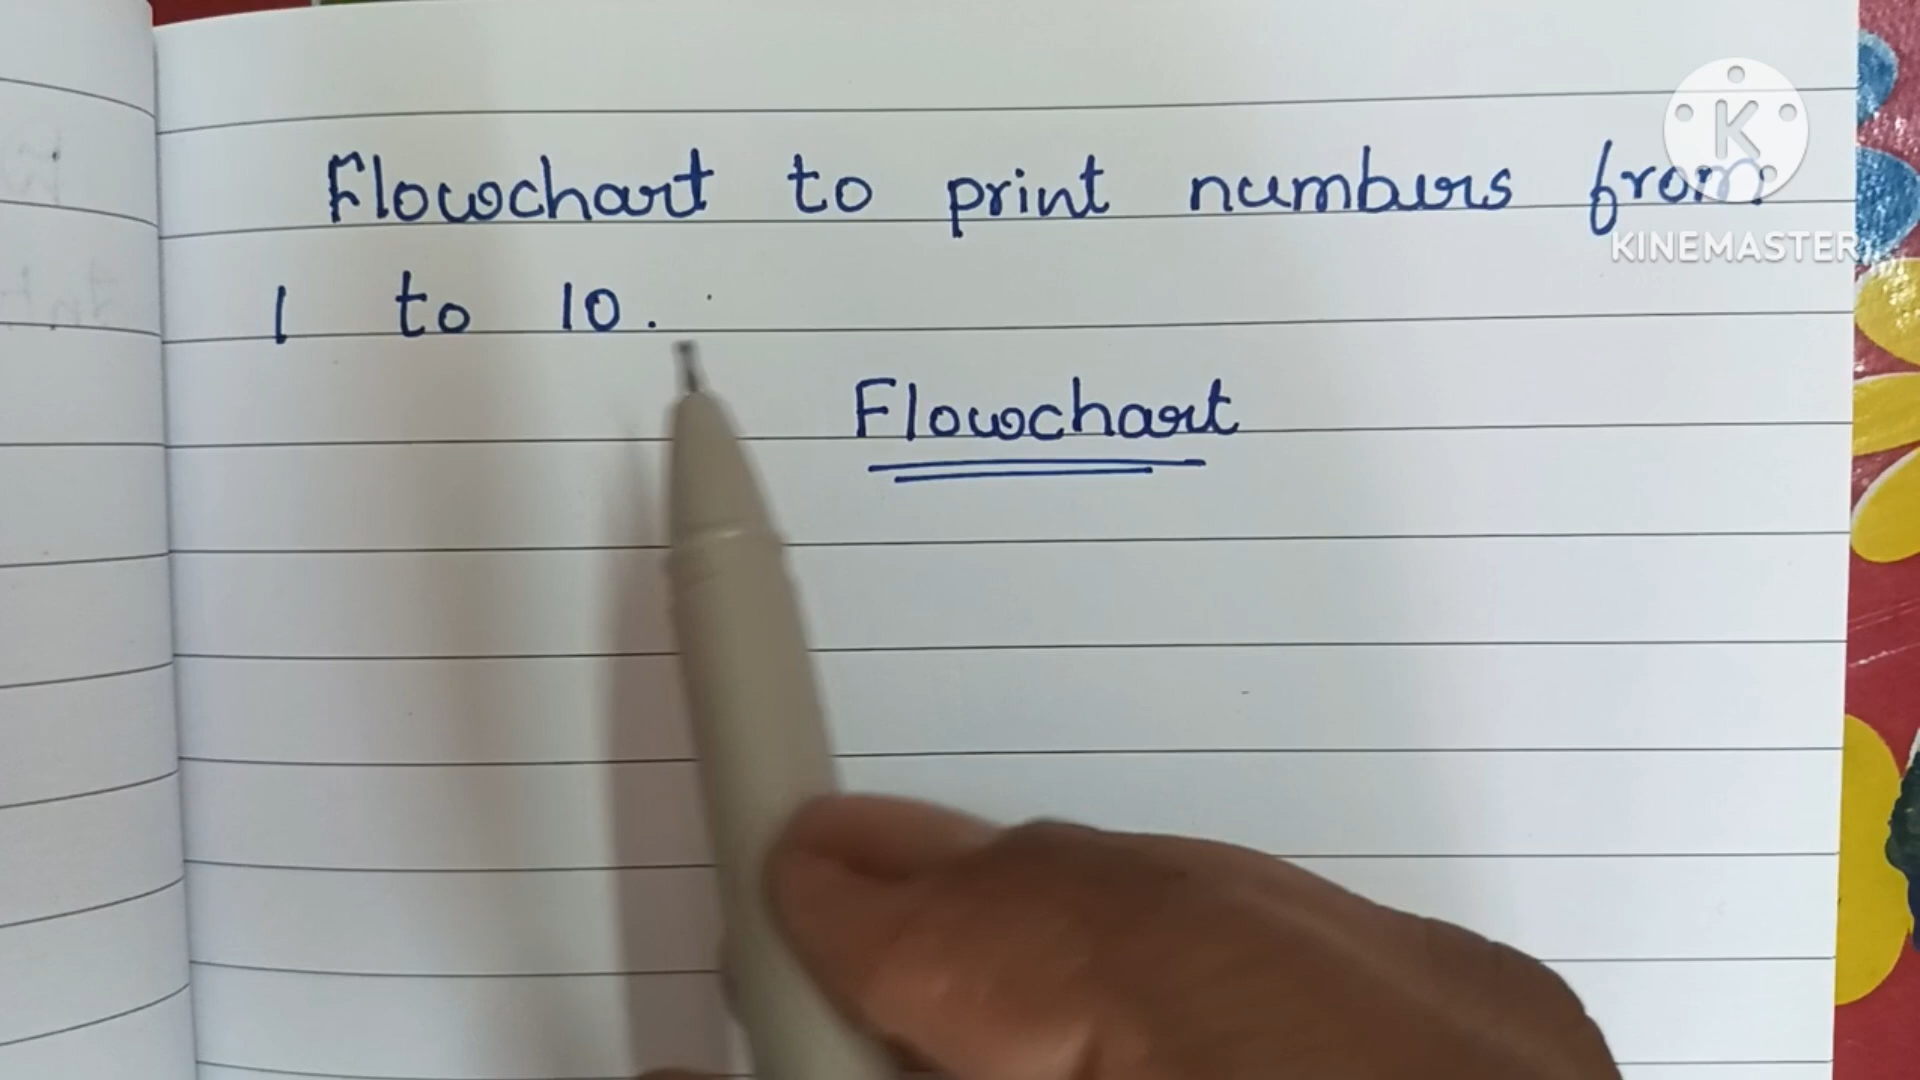 Flowchart to print numbers from
1 to 10.
Flowchart
K
KINEMASTER